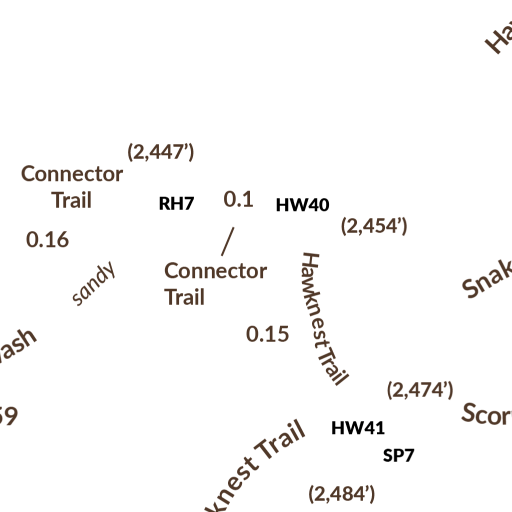 (2,447’)
Connector
Trail
RH7
0.1
HW40
(2,454’)
0.16
sandy
Connector
Trail
Hawknest Trail
0.15
(2,474’)
HW41
SP7
Trail
(2,484’)